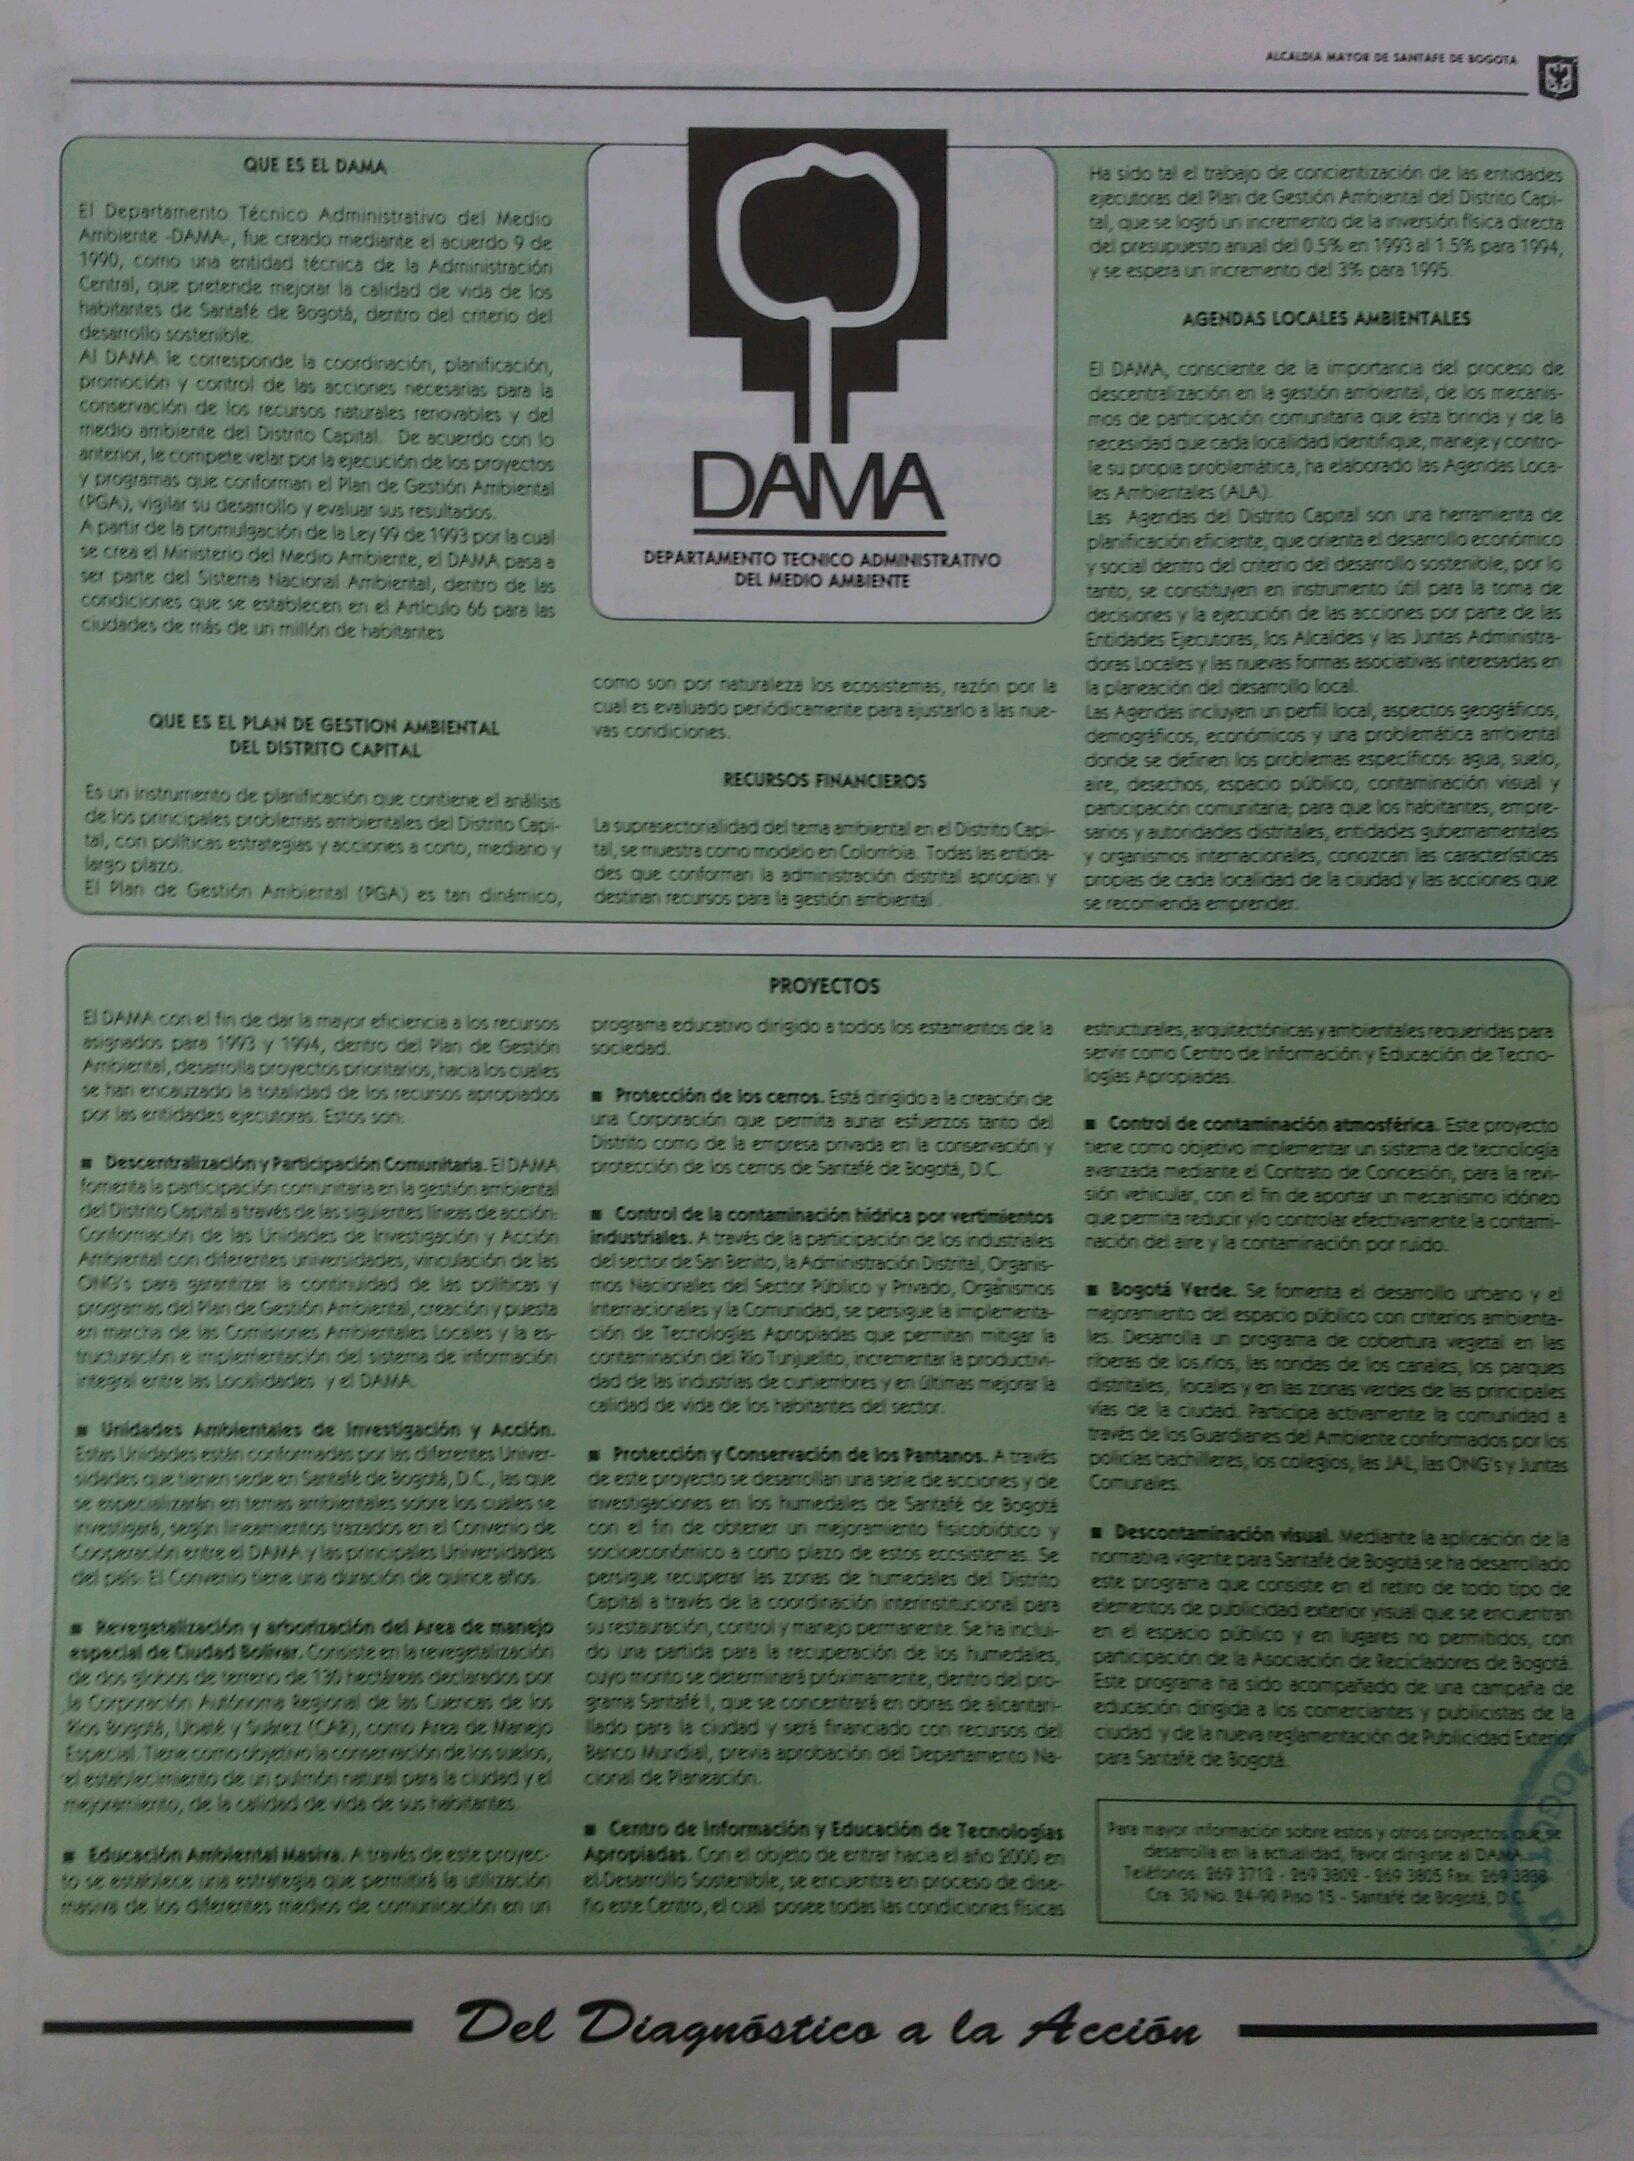 ALCALDIA MAYOR DE SANTAFE DE BOGOTA
QUE ES EL DAMA
El Departamento Técnico Administrativo del Medio
Ambiente -DAMA-, fue creado mediante el acuerdo 9 de
1990, como una entidad técnica de la Administración
Central, que pretende mejorar la calidad de vida de los
habitantes de Santafé de Bogotá, dentro del criterio del
desarrollo sostenible.
Al DAMA le corresponde la coordinación, planificación,
promoción y control de las acciones necesarias para la
conservación de los recursos naturales renovables y del
medio ambiente del Distrito Capital. De acuerdo con lo
anterior, le compete velar por la ejecución de los proyectos
y programas que conforman el Plan de Gestión Ambiental
(PGA), vigilar su desarrollo y evaluar sus resultados.
A partir de la promulgación de la Ley 99 de 1993 por la cual
se crea el Ministerio del Medio Ambiente, el DAMA pasa a
ser parte del Sistema Nacional Ambiental, dentro de las
condiciones que se establecen en el Artículo 66 para las
ciudades de más de un millón de habitantes
QUE ES EL PLAN DE GESTION AMBIENTAL
DEL DISTRITO CAPITAL
Es un instrumento de planificación que contiene el análisis
de los principales problemas ambientales del Distrito Capi-
tal, con políticas estrategias y acciones a corto, mediano y
largo plazo.
El Plan de Gestión Ambiental (PGA) es tan dinámico,
DAMA
DEPARTAMENTO TECNICO ADMINISTRATIVO
DEL MEDIO AMBIENTE
como son por naturaleza los ecosistemas, razón por la
cual es evaluado periódicamente para ajustarlo a las nue-
vas condiciones.
RECURSOS FINANCIEROS
La suprasectorialidad del tema ambiental en el Distrito Capi-
tal, se muestra como modelo en Colombia. Todas las entida-
des que conforman la administración distrital apropian y
destinan recursos para la gestión ambiental .
Ha sido tal el trabajo de concientización de las entidades
ejecutoras del Plan de Gestión Ambiental del Distrito Capi-
tal, que se logró un incremento de la inversión física directa
del presupuesto anual del 0.5% en 1993 al 1.5% para 1994,
y se espera un incremento del 3% para 1995.
AGENDAS LOCALES AMBIENTALES
El DAMA, consciente de la importancia del proceso de
descentralización en la gestión ambiental, de los mecanis-
mos de participación comunitaria que ésta brinda y de la
necesidad que cada localidad identifique, maneje y contro-
le su propia problemática, ha elaborado las Agendas Loca-
les Ambientales (ALA).
Las Agendas del Distrito Capital son una herramienta de
planificación eficiente, que orienta el desarrollo económico
y social dentro del criterio del desarrollo sostenible, por lo
tanto, se constituyen en instrumento útil para la toma de
decisiones y la ejecución de las acciones por parte de las
Entidades Ejecutoras, los Alcaldes y las Juntas Administra-
doras Locales y las nuevas formas asociativas interesadas en
la planeación del desarrollo local.
Las Agendas incluyen un perfil local, aspectos geográficos,
demográficos, económicos y una problemática ambiental
donde se definen los problemas específicos: agua, suelo,
aire, desechos, espacio público, contaminación visual y
participación comunitaria; para que los habitantes, empre-
sarios y autoridades distritales, entidades gubernamentales
y organismos internacionales, conozcan las características
propias de cada localidad de la ciudad y las acciones que
se recomienda emprender.
PROYECTOS
El DAMA con el fin de dar la mayor eficiencia a los recursos
asignados para 1993 y 1994, dentro del Plan de Gestión
Ambiental, desarrolla proyectos prioritarios, hacia los cuales
se han encauzado la totalidad de los recursos apropiados
por las entidades ejecutoras. Estos son:
■ Descentralización y Participación Comunitaria. El DAMA
fomenta la participación comunitaria en la gestión ambiental
del Distrito Capital a través de las siguientes líneas de acción:
Conformación de las Unidades de Investigación y Acción
Ambiental con diferentes universidades, vinculación de las
ONG's para garantizar la continuidad de las políticas y
programas del Plan de Gestión Ambiental, creación y puesta
en marcha de las Comisiones Ambientales Locales y la es-
tructuración e implementación del sistema de información
integral entre las Localidades y el DAMA.
■ Unidades Ambientales de Investigación y Acción.
Estas Unidades están conformadas por las diferentes Univer-
sidades que tienen sede en Santafé de Bogotá, D.C., las que
se especializarán en temas ambientales sobre los cuales se
investigará, según lineamientos trazados en el Convenio de
Cooperación entre el DAMA y las principales Universidades
del país. El Convenio tiene una duración de quince años.
■ Revegetalización y arborización del Area de manejo
especial de Ciudad Bolívar. Consiste en la revegetalización
de dos globos de terreno de 130 hectáreas declarados por
la Corporación Autónoma Regional de las Cuencas de los
Ríos Bogotá, Ubaté y Suárez (CAR), como Area de Manejo
Especial. Tiene como objetivo la conservación de los suelos,
el establecimiento de un pulmón natural para la ciudad y el
mejoramiento, de la calidad de vida de sus habitantes.
■ Educación Ambiental Masiva. A través de este proyec-
to se establece una estrategia que permitirá la utilización
masiva de los diferentes medios de comunicación en un
programa educativo dirigido a todos los estamentos de la
sociedad.
■ Protección de los cerros. Está dirigido a la creación de
una Corporación que permita aunar esfuerzos tanto del
Distrito como de la empresa privada en la conservación y
protección de los cerros de Santafé de Bogotá, D.C.
■ Control de la contaminación hídrica por vertimientos
industriales. A través de la participación de los industriales
del sector de San Benito, la Administración Distrital, Organis-
mos Nacionales del Sector Público y Privado, Organismos
Internacionales y la Comunidad, se persigue la implementa-
ción de Tecnologías Apropiadas que permitan mitigar la
contaminación del Río Tunjuelito, incrementar la productivi-
dad de las industrias de curtiembres y en últimas mejorar la
calidad de vida de los habitantes del sector.
■ Protección y Conservación de los Pantanos. A través
de este proyecto se desarrollan una serie de acciones y de
investigaciones en los humedales de Santafé de Bogotá
con el fin de obtener un mejoramiento fisicobiótico y
socioeconómico a corto plazo de estos eccsistemas. Se
persigue recuperar las zonas de humedales del Distrito
Capital a través de la coordinación interinstitucional para
su restauración, control y manejo permanente. Se ha inclui-
do una partida para la recuperación de los humedales,
cuyo monto se determinará próximamente, dentro del pro-
grama Santafé I, que se concentrará en obras de alcantari-
llado para la ciudad y será financiado con recursos del
Banco Mundial, previa aprobación del Departamento Na-
cional de Planeación.
■ Centro de Información y Educación de Tecnologías
Apropiadas. Con el objeto de entrar hacia el año 2000 en
el Desarrollo Sostenible, se encuentra en proceso de dise-
ño este Centro, el cual posee todas las condiciones físicas
estructurales, arquitectónicas y ambientales requeridas para
servir como Centro de Información y Educación de Tecno-
logías Apropiadas.
■ Control de contaminación atmosférica. Este proyecto
tiene como objetivo implementar un sistema de tecnología
avanzada mediante el Contrato de Concesión, para la revi-
sión vehicular, con el fin de aportar un mecanismo idóneo
que permita reducir y/o controlar efectivamente la contami-
nación del aire y la contaminación por ruido.
■ Bogotá Verde. Se fomenta el desarrollo urbano y el
mejoramiento del espacio público con criterios ambienta-
les. Desarrolla un programa de cobertura vegetal en las
riberas de los ríos, las rondas de los canales, los parques
distritales, locales y en las zonas verdes de las principales
vías de la ciudad. Participa activamente la comunidad a
través de los Guardianes del Ambiente conformados por los
policías bachilleres, los colegios, las JAL, las ONG's y Juntas
Comunales.
■ Descontaminación visual. Mediante la aplicación de la
normativa vigente para Santafé de Bogotá se ha desarrollado
este programa que consiste en el retiro de todo tipo de
elementos de publicidad exterior visual que se encuentran
en el espacio público y en lugares no permitidos, con
participación de la Asociación de Recicladores de Bogotá.
Este programa ha sido acompañado de una campaña de
educación dirigida a los comerciantes y publicistas de la
ciudad y de la nueva reglamentación de Publicidad Exterior
para Santafé de Bogotá.
Para mayor información sobre estos y otros proyectos que se
desarrolla en la actualidad, favor dirigirse al DAMA.
Teléfonos: 269 3712 - 269 3802 - 269 3805 Fax: 269
Cra. 30 No. 24-90 Piso 15 - Santafé de Bogotá, D.C.
Del Diagnóstico a la Acción